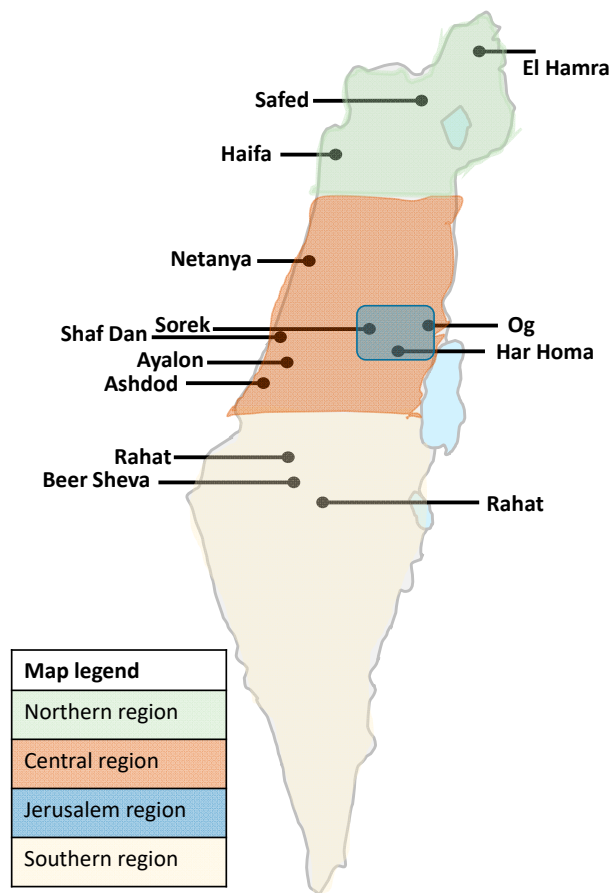 El Hamra
Safed
Haifa
Netanya
Sorek
Og
Shaf Dan
Har Homa
Ayalon
Ashdod
Rahat
Beer Sheva
Rahat
Map legend
Northern region
Central region
Jerusalem region
Southern region